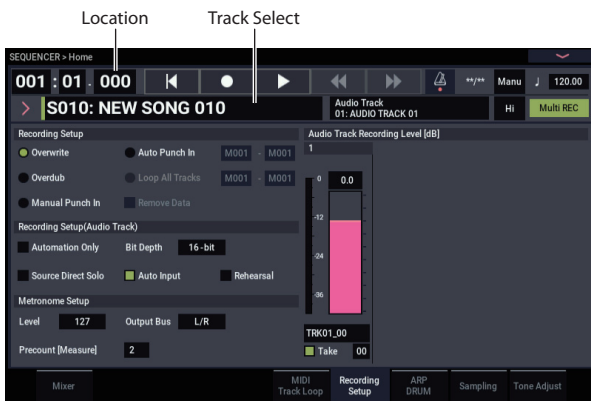 Location Track Select
SEQUENCER > Home
001 : 01 . 000 **/** Manu ♩ 120.00
> S010: NEW SONG 010 Audio Track Hi Multi REC
01: AUDIO TRACK 01
Recording Setup Audio Track Recording Level [dB]
Overwrite Auto Punch In M001 - M001 1
Overdub Loop All Tracks M001 - M001 0 0.0
Manual Punch In Remove Data -12
Recording Setup(Audio Track)
Automation Only Bit Depth 16-bit -24
Source Direct Solo Auto Input Rehearsal
Metronome Setup -36
Level 127 Output Bus L/R
TRK01_00
Precount [Measure] 2 Take 00
Mixer MIDI Track Loop Recording Setup ARP DRUM Sampling Tone Adjust